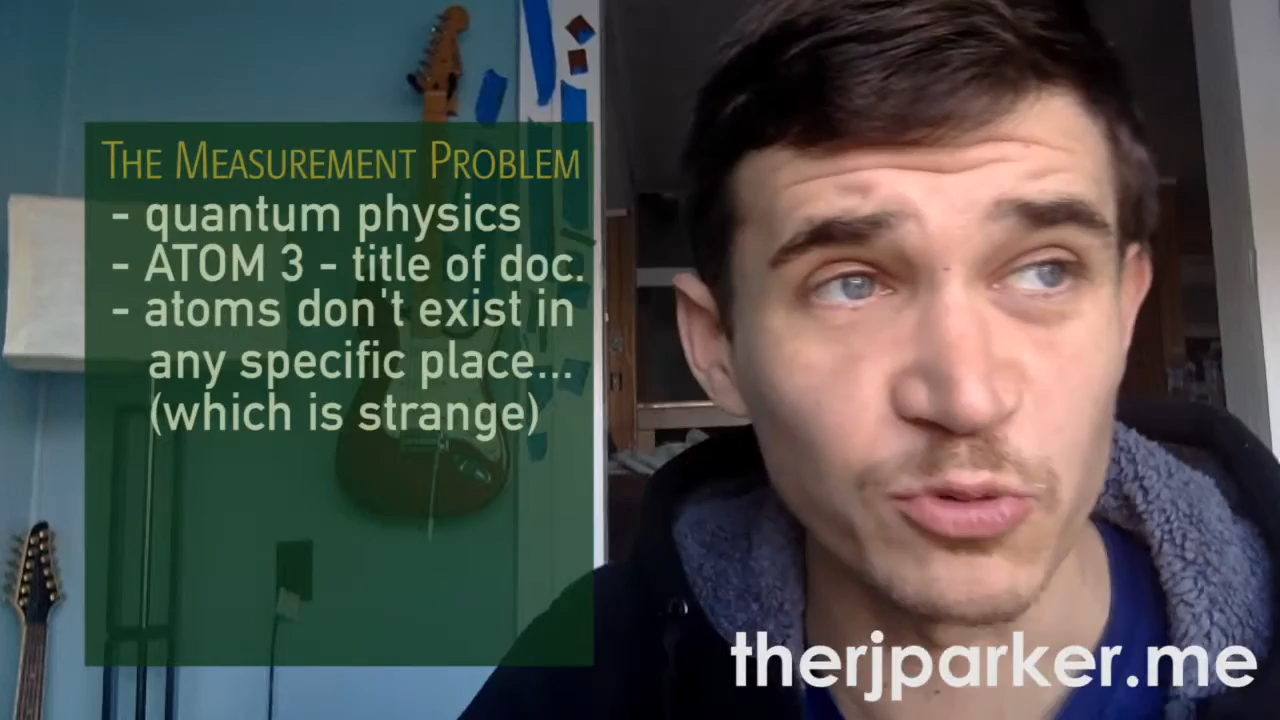 THE MEASUREMENT PROBLEM
- quantum physics
- ATOM 3 - title of doc.
- atoms don't exist in
any specific place...
(which is strange)
therjparker.me